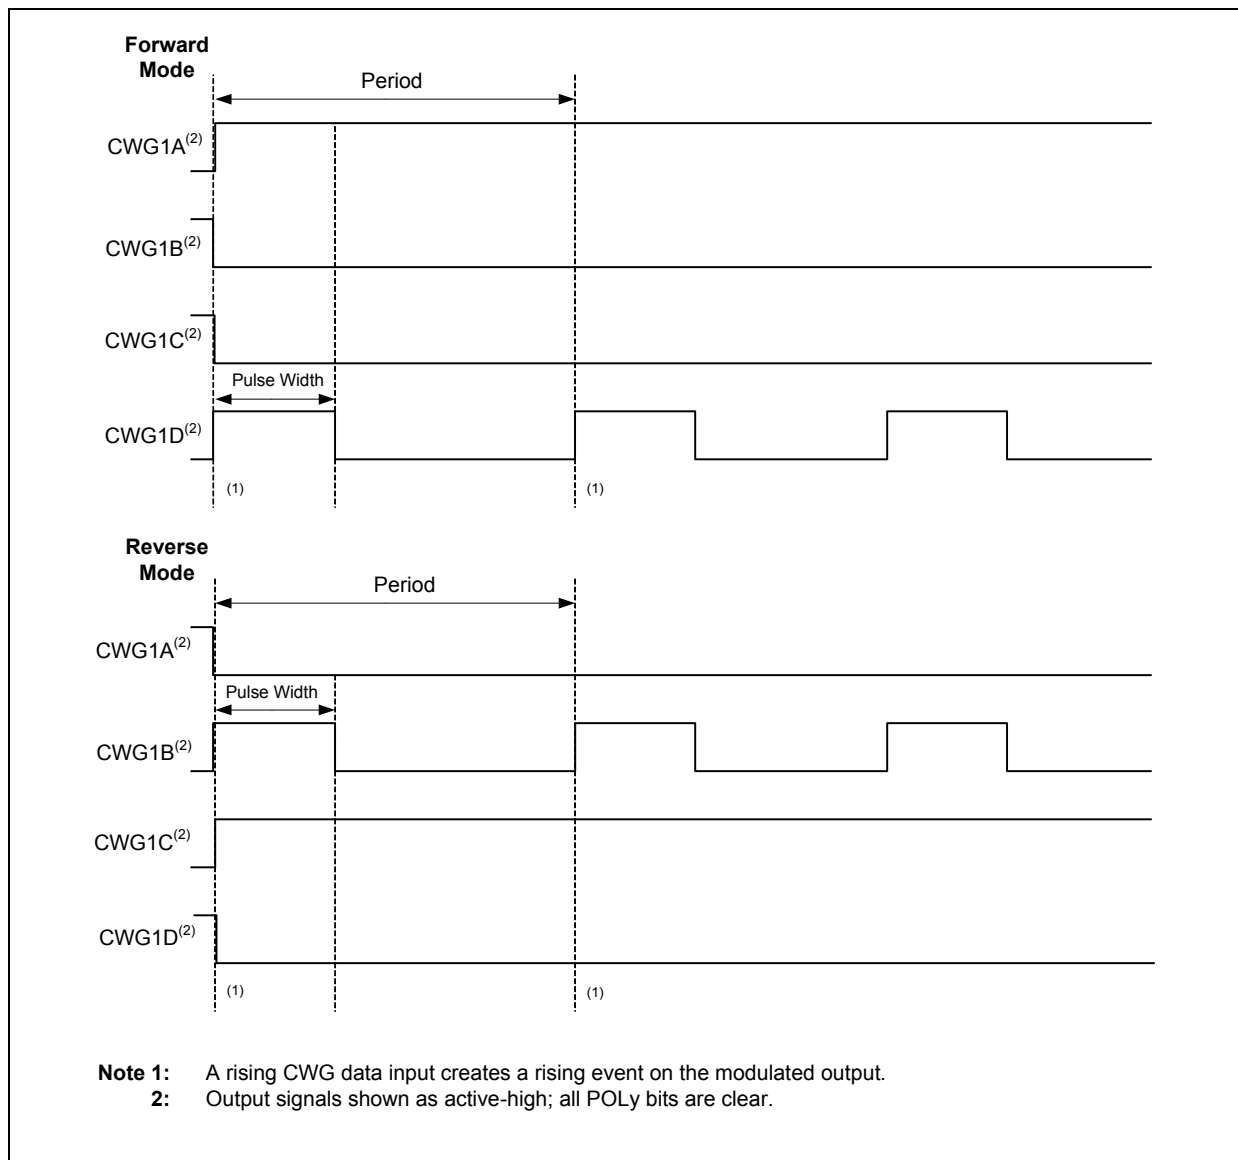 Forward
Mode
Period
CWG1A(2)
CWG1B(2)
CWG1C(2)
Pulse Width
CWG1D(2)
(1)
(1)
Reverse
Mode
Period
CWG1A(2)
Pulse Width
CWG1B(2)
CWG1C(2)
CWG1D(2)
(1)
(1)
Note 1: A rising CWG data input creates a rising event on the modulated output.
2: Output signals shown as active-high; all POLy bits are clear.